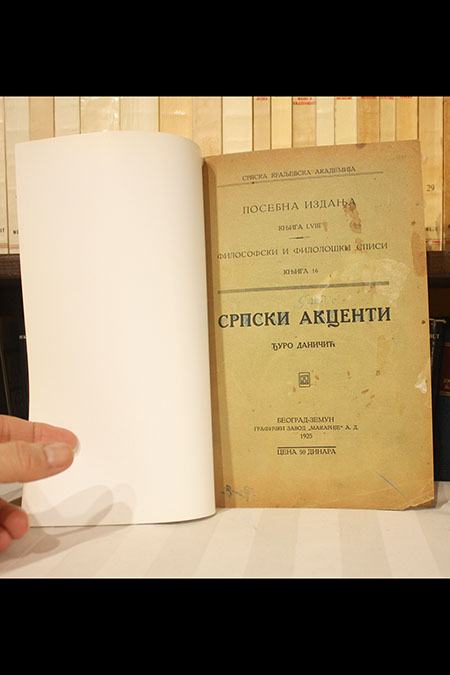 СРПСКА КРАЉЕВСКА АКАДЕМИЈА
ПОСЕБНА ИЗДАЊА
КЊИГА LVIII
ФИЛОСОФСКИ И ФИЛОЛОШКИ СПИСИ
КЊИГА 16
СРПСКИ АКЦЕНТИ
ЂУРО ДАНИЧИЋ
БЕОГРАД-ЗЕМУН
ГРАФИЧКИ ЗАВОД „МАКАРИЈЕ" А. Д.
1925
ЦЕНА 50 ДИНАРА
29